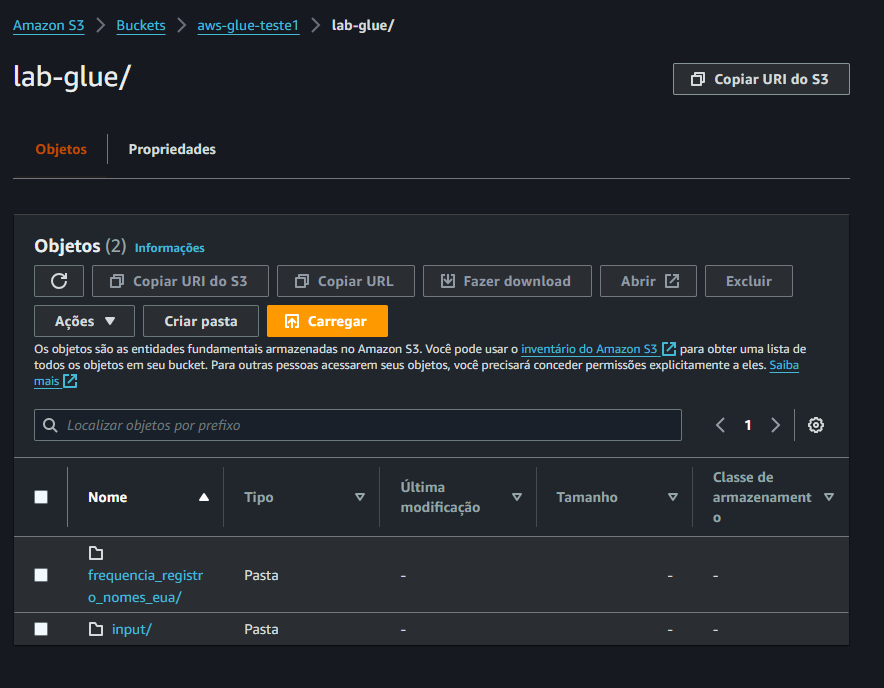 Amazon S3 > Buckets > aws-glue-teste1 > lab-glue/
lab-glue/
Copiar URI do S3
Objetos
Propriedades
Objetos (2) Informações
Copiar URI do S3
Copiar URL
Fazer download
Abrir
Excluir
Ações
Criar pasta
Carregar
Os objetos são as entidades fundamentais armazenadas no Amazon S3. Você pode usar o inventário do Amazon S3 para obter uma lista de
todos os objetos em seu bucket. Para outras pessoas acessarem seus objetos, você precisará conceder permissões explicitamente a eles. Saiba
mais
Localizar objetos por prefixo
1
Nome
Tipo
Última
modificação
Tamanho
Classe de
armazenament
o
frequencia_registr
o_nomes_eua/
Pasta
-
-
-
input/
Pasta
-
-
-